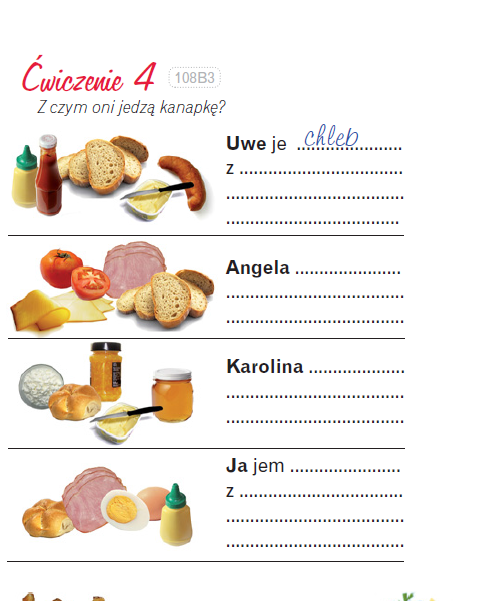 Ćwiczenie 4 108B3
Z czym oni jedzą kanapkę?
Uwe je chleb......................
z ..................................
.....................................
....................................
Angela ......................
.....................................
.....................................
Karolina ....................
.....................................
.....................................
Ja jem .......................
z ..................................
.....................................
.....................................